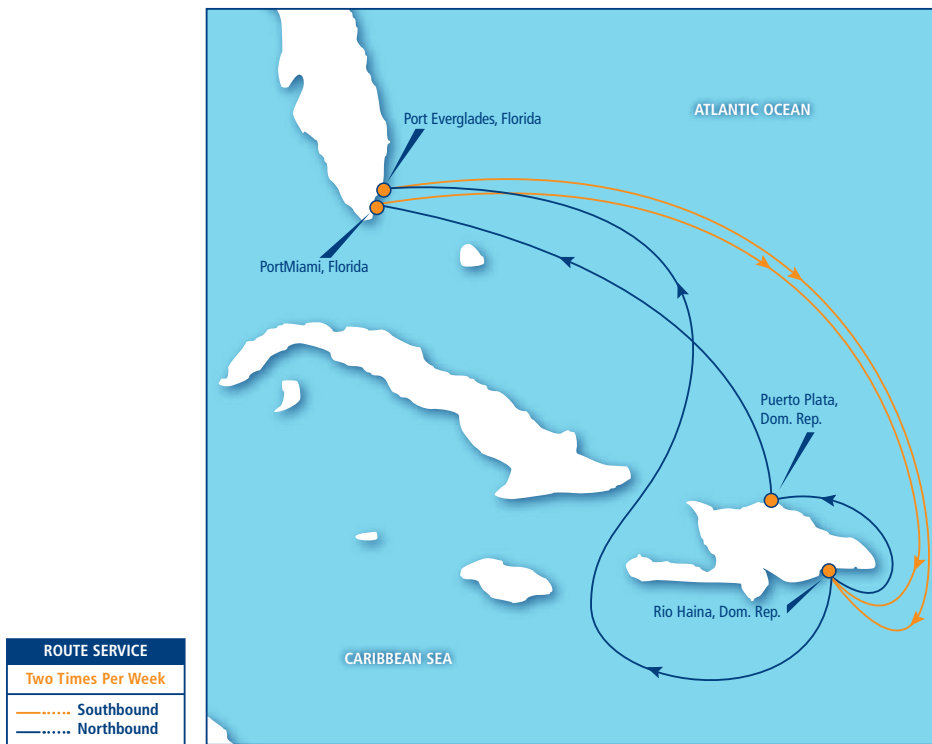 ATLANTIC OCEAN
Port Everglades, Florida
PortMiami, Florida
Puerto Plata,
Dom. Rep.
Rio Haina, Dom. Rep.
CARIBBEAN SEA
ROUTE SERVICE
Two Times Per Week
Southbound
Northbound